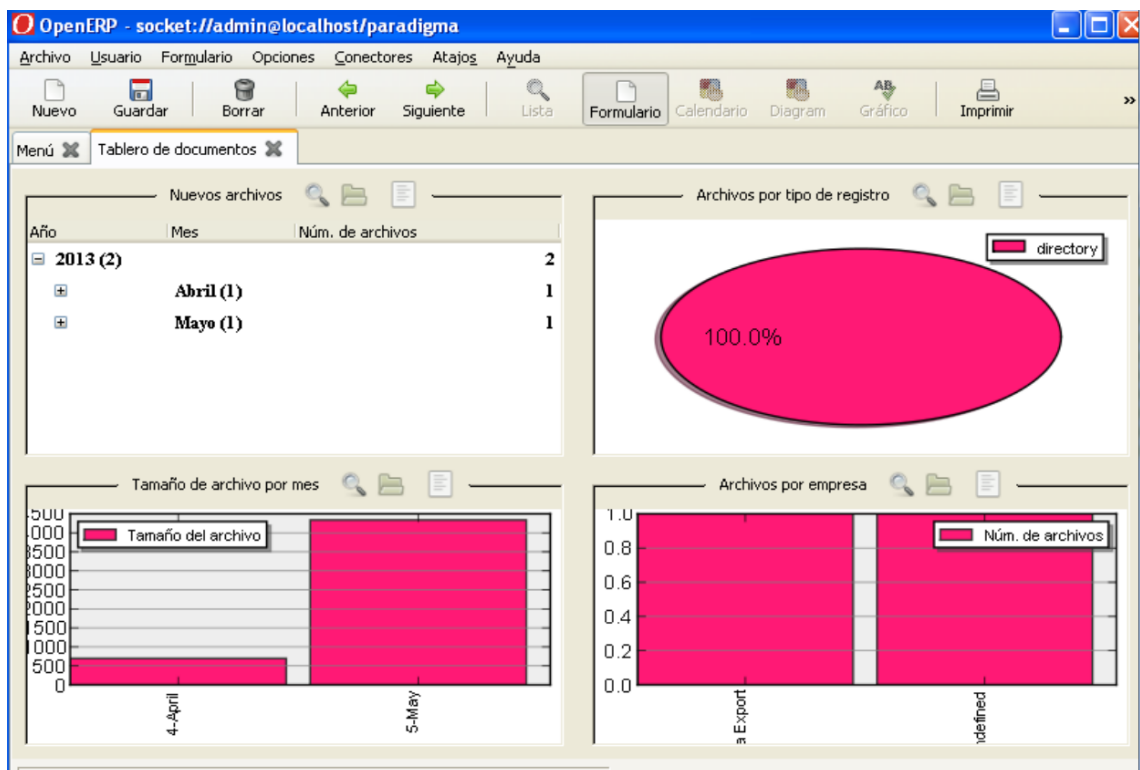 OpenERP - socket://admin@localhost/paradigma
Archivo Usuario Formulario Opciones Conectores Atajos Ayuda
Nuevo Guardar Borrar Anterior Siguiente Lista Formulario Calendario Diagram Gráfico Imprimir »
Menú Tablero de documentos
Nuevos archivos
Año Mes Núm. de archivos
2013 (2) 2
Abril (1) 1
Mayo (1) 1
Archivos por tipo de registro
directory
100.0%
Tamaño de archivo por mes
Tamaño del archivo
500
0
4-April
5-May
Archivos por empresa
Núm. de archivos
1.0
0.8
0.6
0.4
0.2
0.0
a Export
ndefined